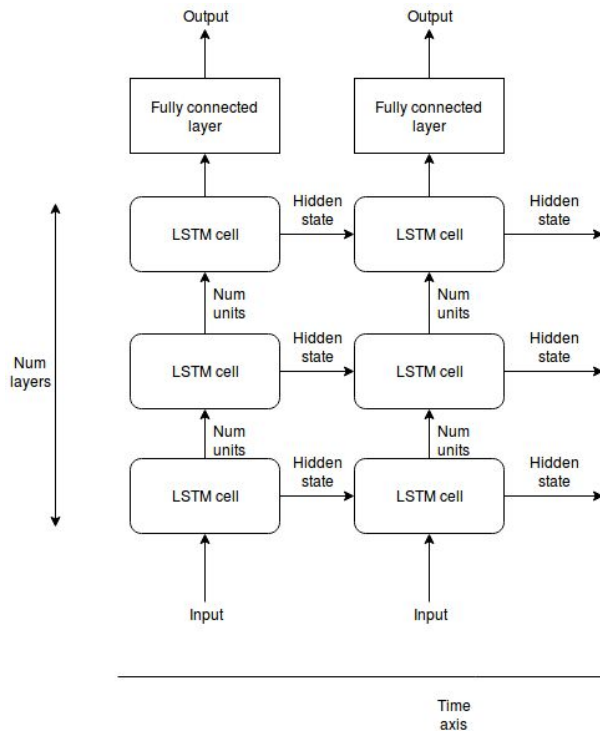 Output
Output
Fully connected
layer
Fully connected
layer
Hidden
state
Hidden
state
LSTM cell
LSTM cell
Num
units
Num
units
Hidden
state
Hidden
state
Num
layers
LSTM cell
LSTM cell
Num
units
Num
units
Hidden
state
Hidden
state
LSTM cell
LSTM cell
Input
Input
Time
axis